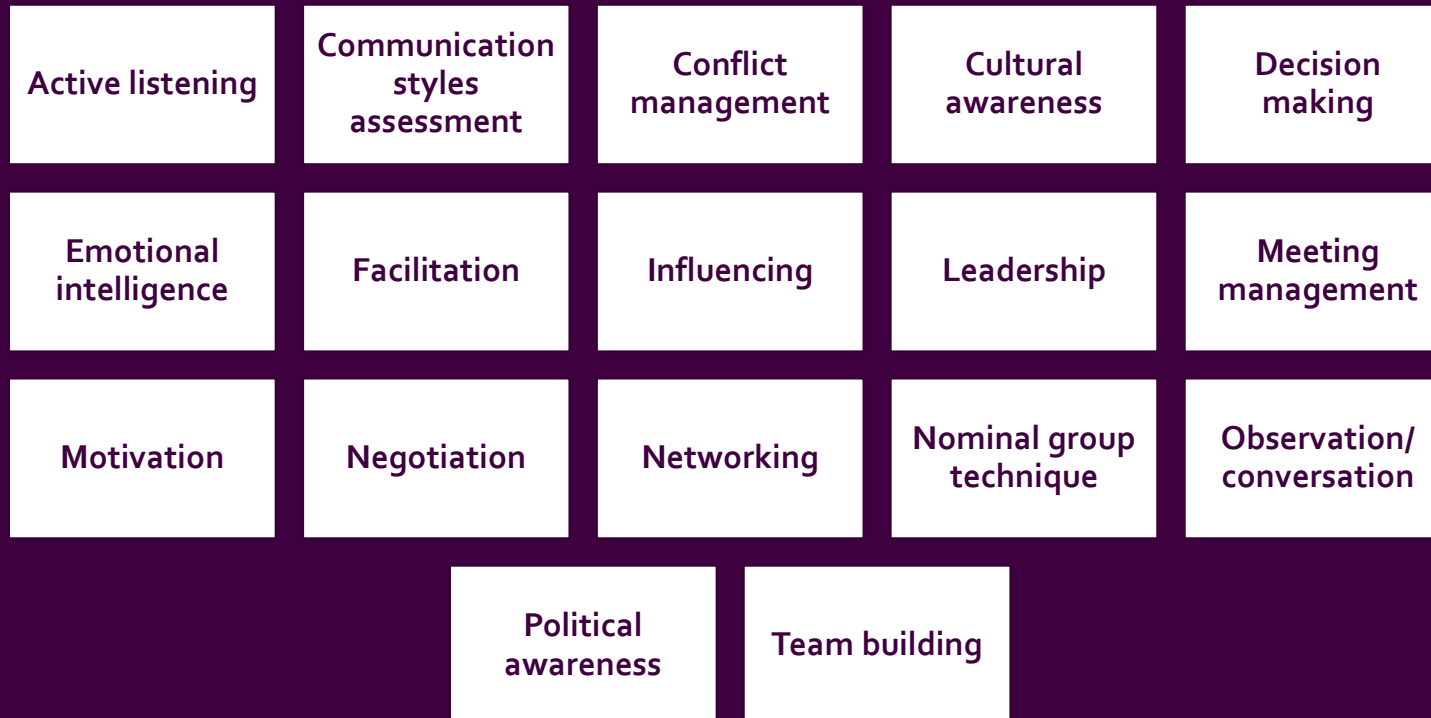 Active listening
Communication
styles
assessment
Conflict
management
Cultural
awareness
Decision
making
Emotional
intelligence
Facilitation
Influencing
Leadership
Meeting
management
Motivation
Negotiation
Networking
Nominal group
technique
Observation/
conversation
Political
awareness
Team building